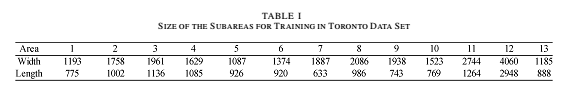 TABLE I
SIZE OF THE SUBAREAS FOR TRAINING IN TORONTO DATA SET
Area 1 2 3 4 5 6 7 8 9 10 11 12 13
Width 1193 1758 1961 1629 1087 1374 1887 2086 1938 1523 2744 4060 1185
Length 775 1002 1136 1085 926 920 633 986 743 769 1264 2948 888